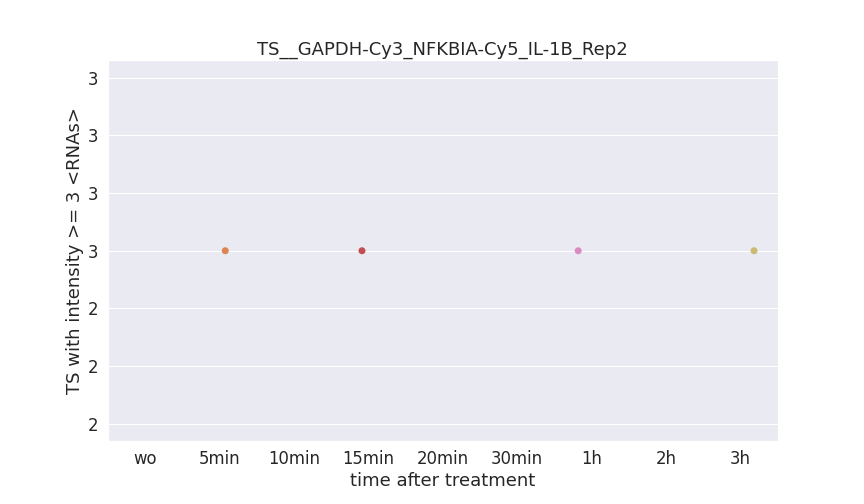 TS__GAPDH-Cy3_NFKBIA-Cy5_IL-1B_Rep2
TS with intensity >= 3 <RNAs>
3
3
3
3
2
2
2
wo 5min 10min 15min 20min 30min 1h 2h 3h
time after treatment